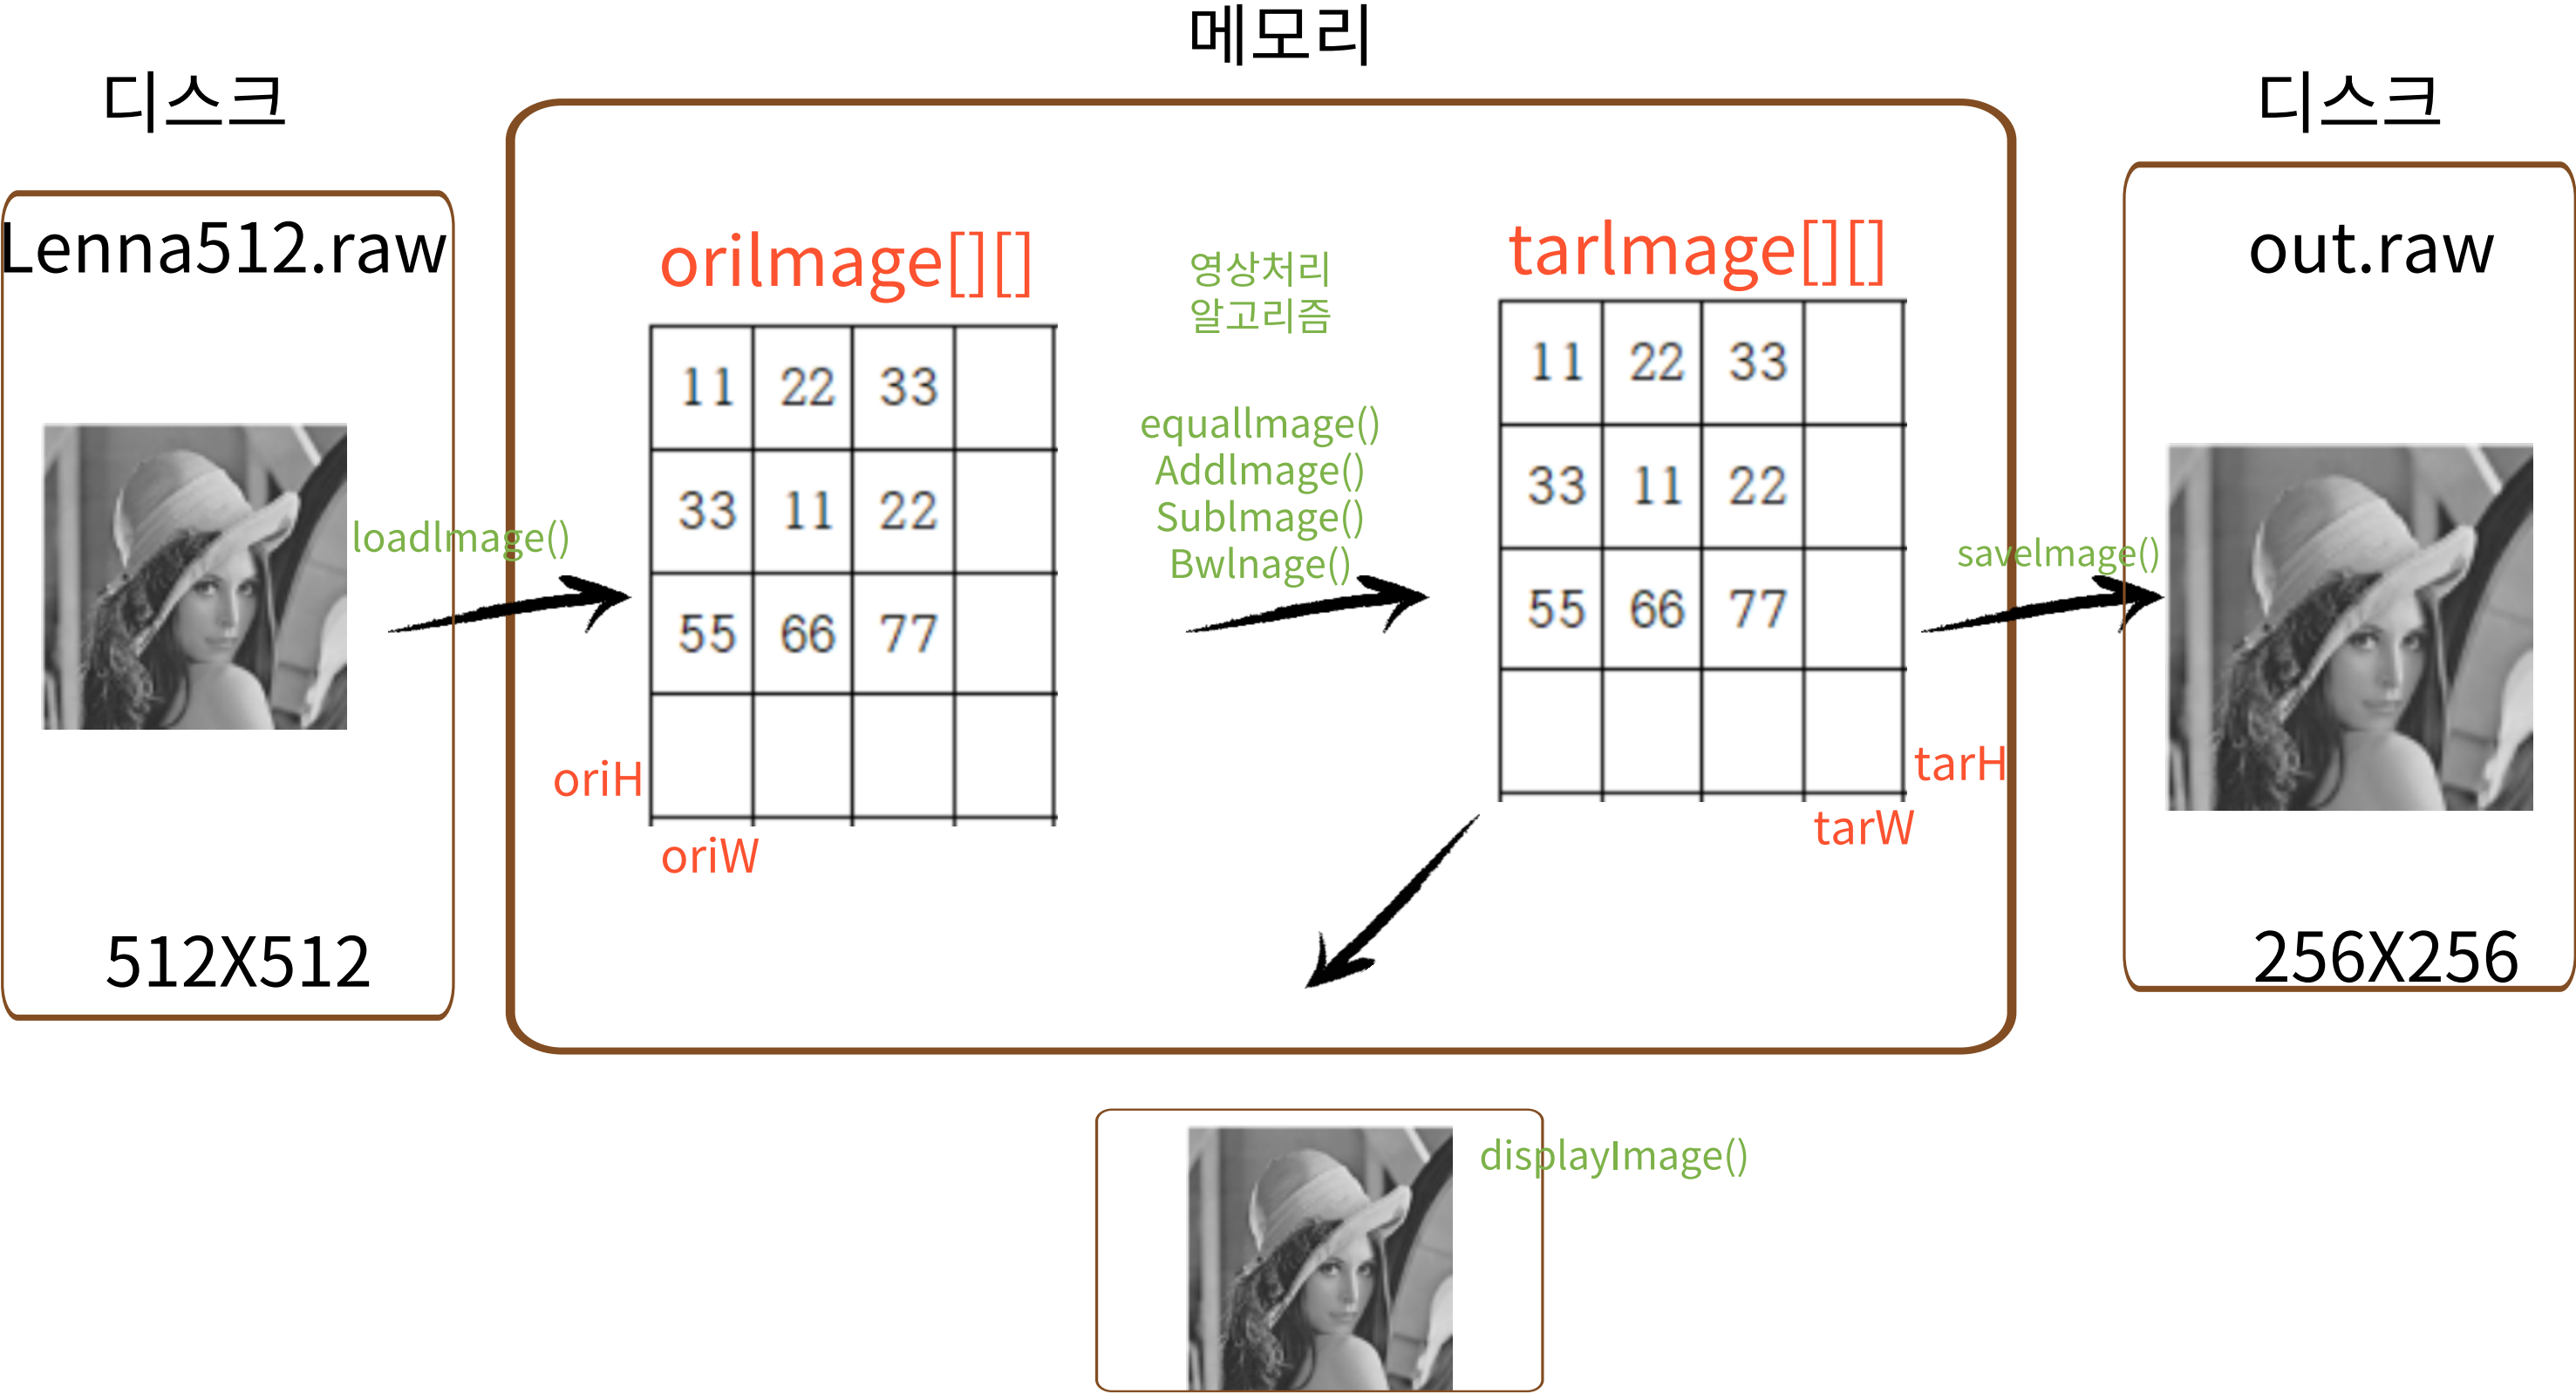 메모리
디스크
디스크
Lenna512.raw
oriImage[][]
영상처리
알고리즘
tarImage[][]
out.raw
11 22 33
33 11 22
55 66 77
equalImage()
AddImage()
SubImage()
BwInage()
11 22 33
33 11 22
55 66 77
loadImage()
saveImage()
oriH
oriW
tarH
tarW
512X512
256X256
displayImage()